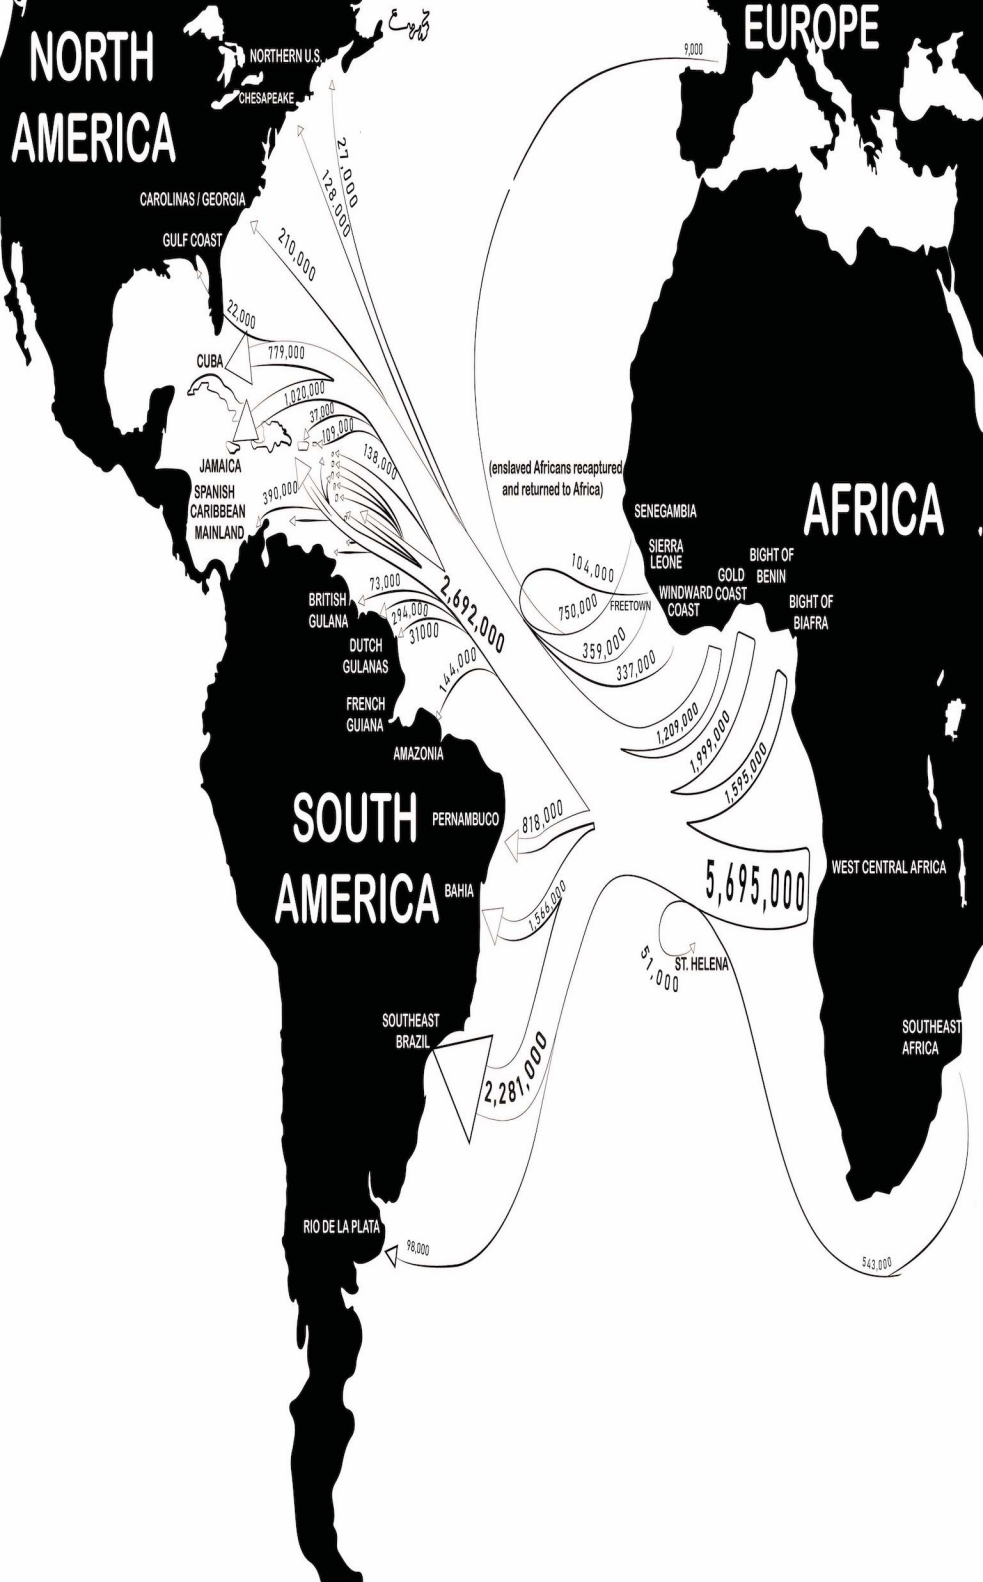 NORTH
AMERICA
EUROPE
NORTHERN U.S.
CHESAPEAKE
CAROLINAS / GEORGIA
GULF COAST
9,000
27,000
128.000
210,000
22,000
CUBA
779,000
1,020,000
37,000
109,000
138,000
JAMAICA
SPANISH
CARIBBEAN
MAINLAND
390,000
(enslaved Africans recaptured
and returned to Africa)
AFRICA
SENEGAMBIA
SIERRA
LEONE
WINDWARD
COAST
GOLD
COAST
BIGHT OF
BENIN
BIGHT OF
BIAFRA
FREETOWN
104,000
750,000
359,000
337,000
BRITISH
GULANA
73,000
294,000
31000
2,692,000
DUTCH
GULANAS
144,000
FRENCH
GUIANA
AMAZONIA
1,209,000
1,999,000
1,595,000
SOUTH
AMERICA
PERNAMBUCO
818,000
BAHIA
1,566,000
5,695,000
WEST CENTRAL AFRICA
51,000
ST. HELENA
SOUTHEAST
BRAZIL
2,281,000
SOUTHEAST
AFRICA
RIO DE LA PLATA
98,000
543,000